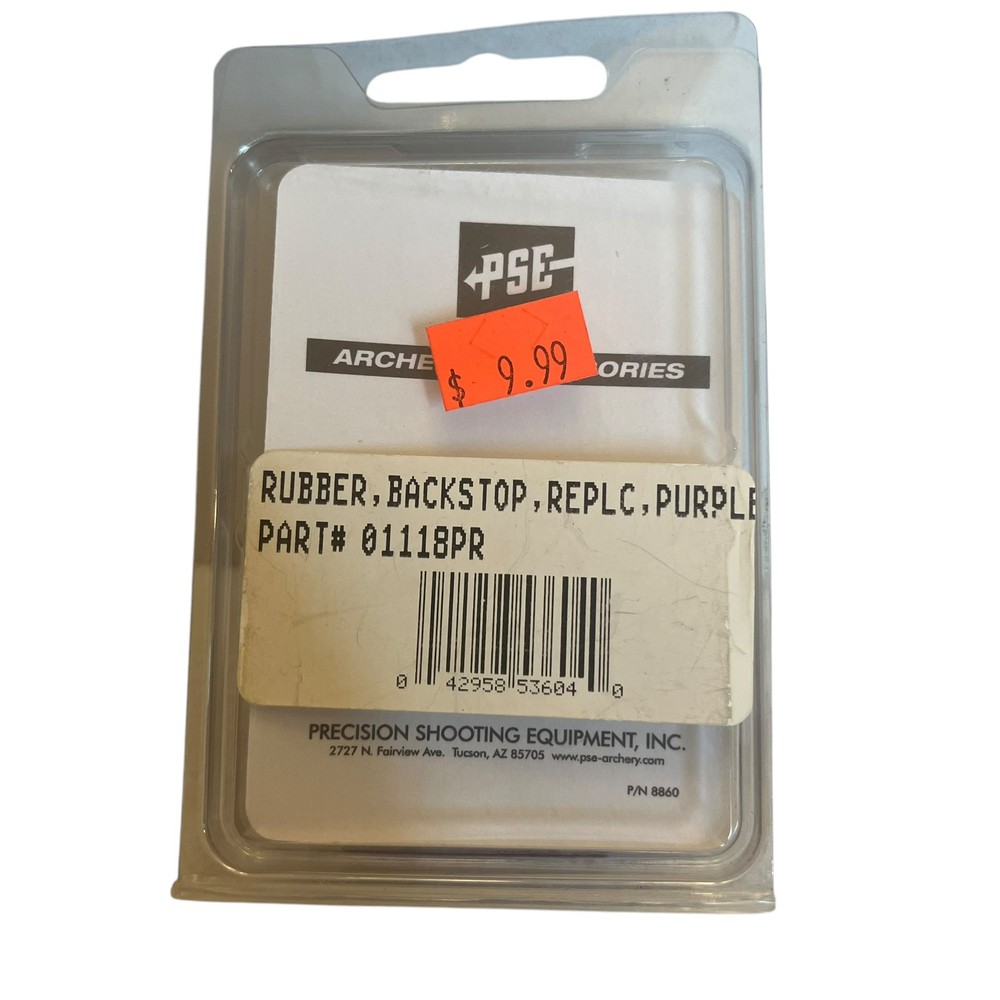 PSE
ARCHE
ORIES
$ 9.99
RUBBER,BACKSTOP,REPLC,PURPLE
PART# 01118PR
0 42958 53604 0
PRECISION SHOOTING EQUIPMENT, INC.
2727 N. Fairview Ave. Tucson, AZ 85705 www.pse-archery.com
P/N 8860